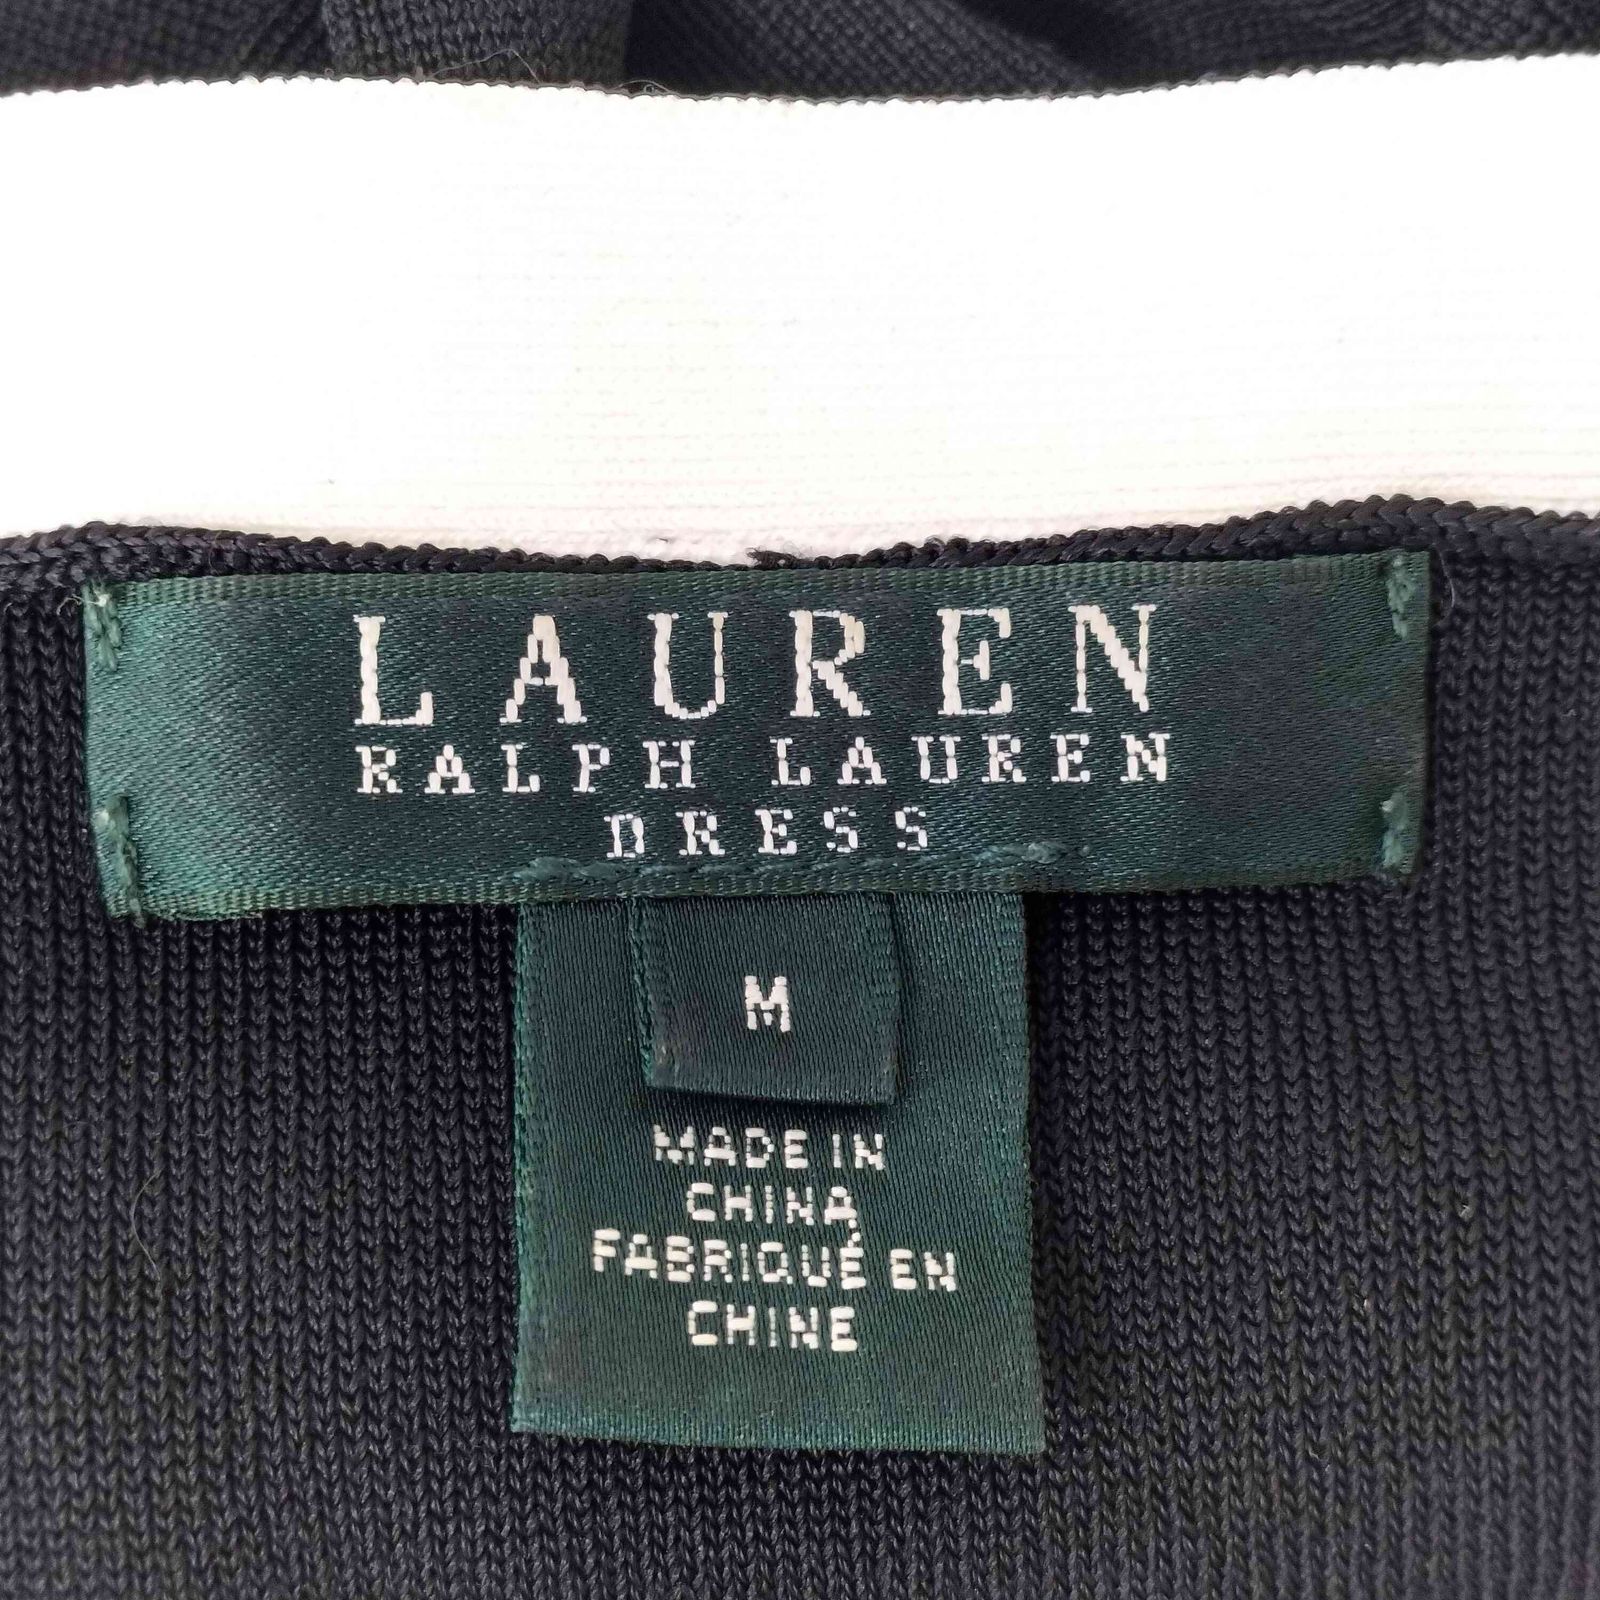 LAUREN
RALPH LAUREN
DRESS
M
MADE IN
CHINA
FABRIQUÉ EN
CHINE